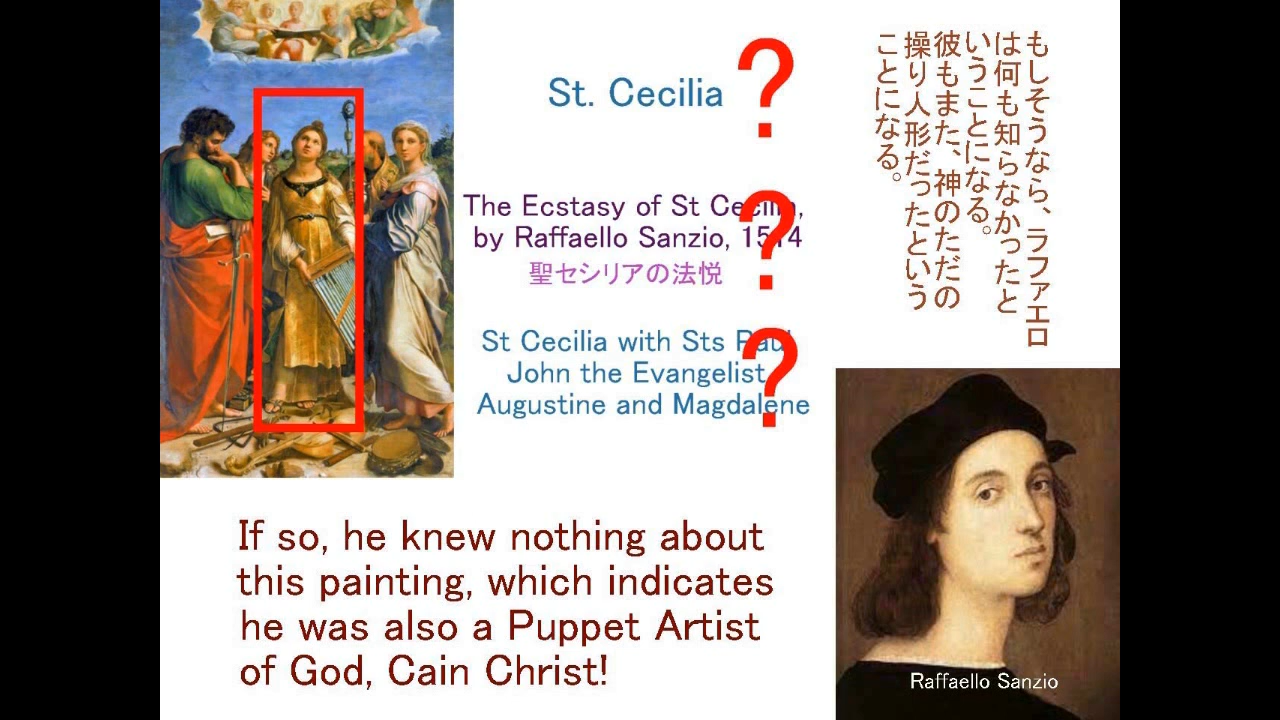 St. Cecilia ?
The Ecstasy of St Cecilia,
by Raffaello Sanzio, 1514
?
聖セシリアの法悦
St Cecilia with Sts Paul
John the Evangelist,
Augustine and Magdalene
?
もしそうなら、ラファエロ
は何も知らなかったと
いうことになる。
彼もまた、神のただの
操り人形だったという
ことになる。
If so, he knew nothing about
this painting, which indicates
he was also a Puppet Artist
of God, Cain Christ!
Raffaello Sanzio